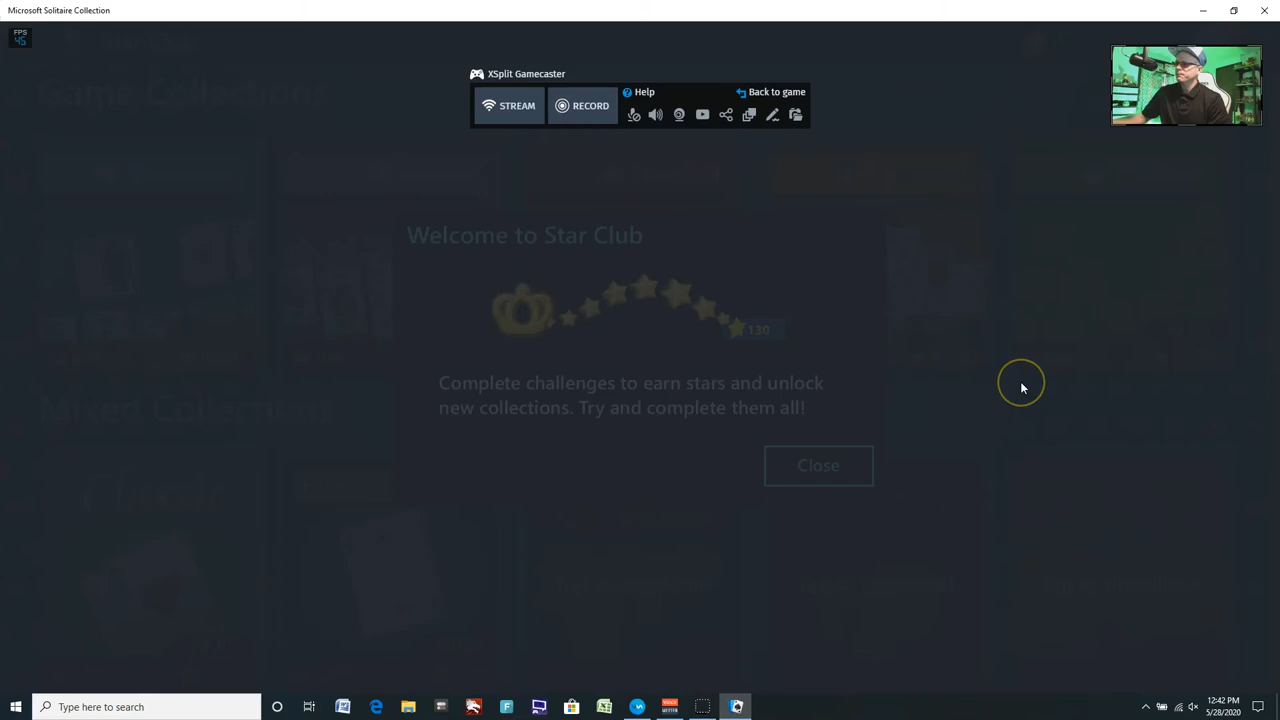 Microsoft Solitaire Collection
FPS
45
XSplit Gamecaster
STREAM
RECORD
Help
Back to game
Game Collections
Welcome to Star Club
130
Complete challenges to earn stars and unlock
new collections. Try and complete them all!
Close
Type here to search
12:42 PM
5/28/2020